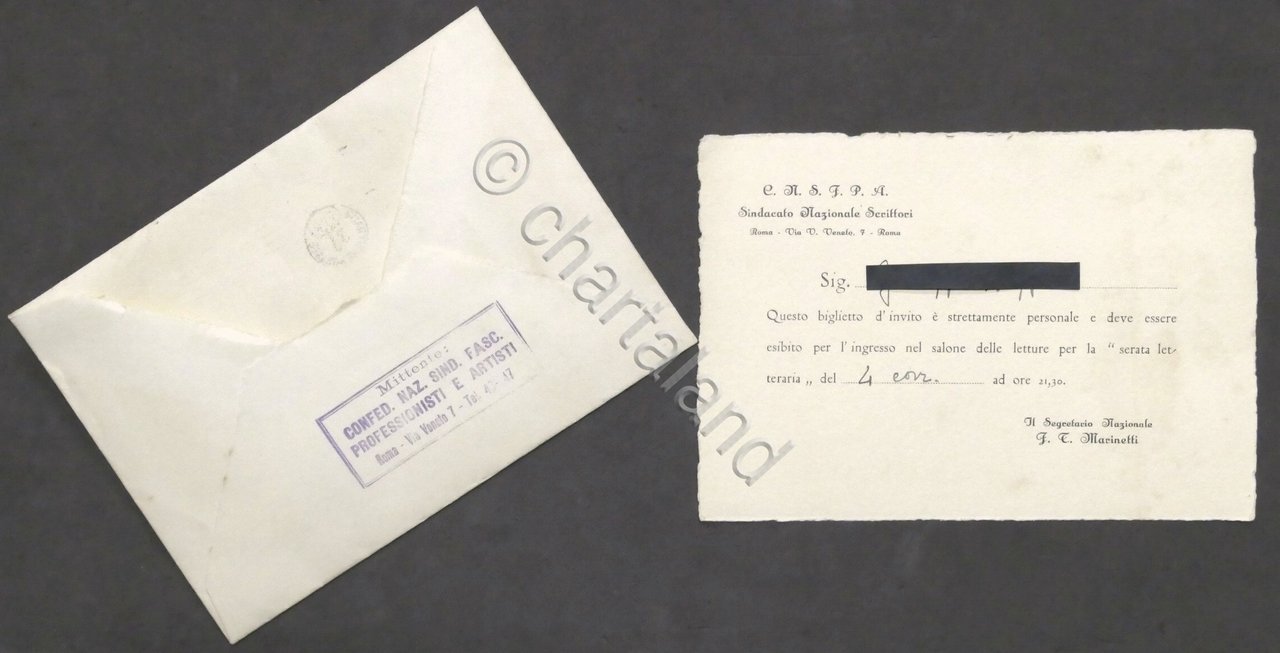 Mittente:
CONFED. NAZ. SIND. FASC.
PROFESSIONISTI E ARTISTI
Roma - Via Veneto 7 - Tel.
© chartaland
C. N. S. F. P. A.
Sindacato Nazionale Scrittori
Roma - Via V. Veneto, 7 - Roma
Sig.
Questo biglietto d'invito è strettamente personale e deve essere
esibito per l'ingresso nel salone delle letture per la “ serata let-
teraria „ del 4 corr. ad ore 21,30.
Il Segretario Nazionale
F. T. Marinetti